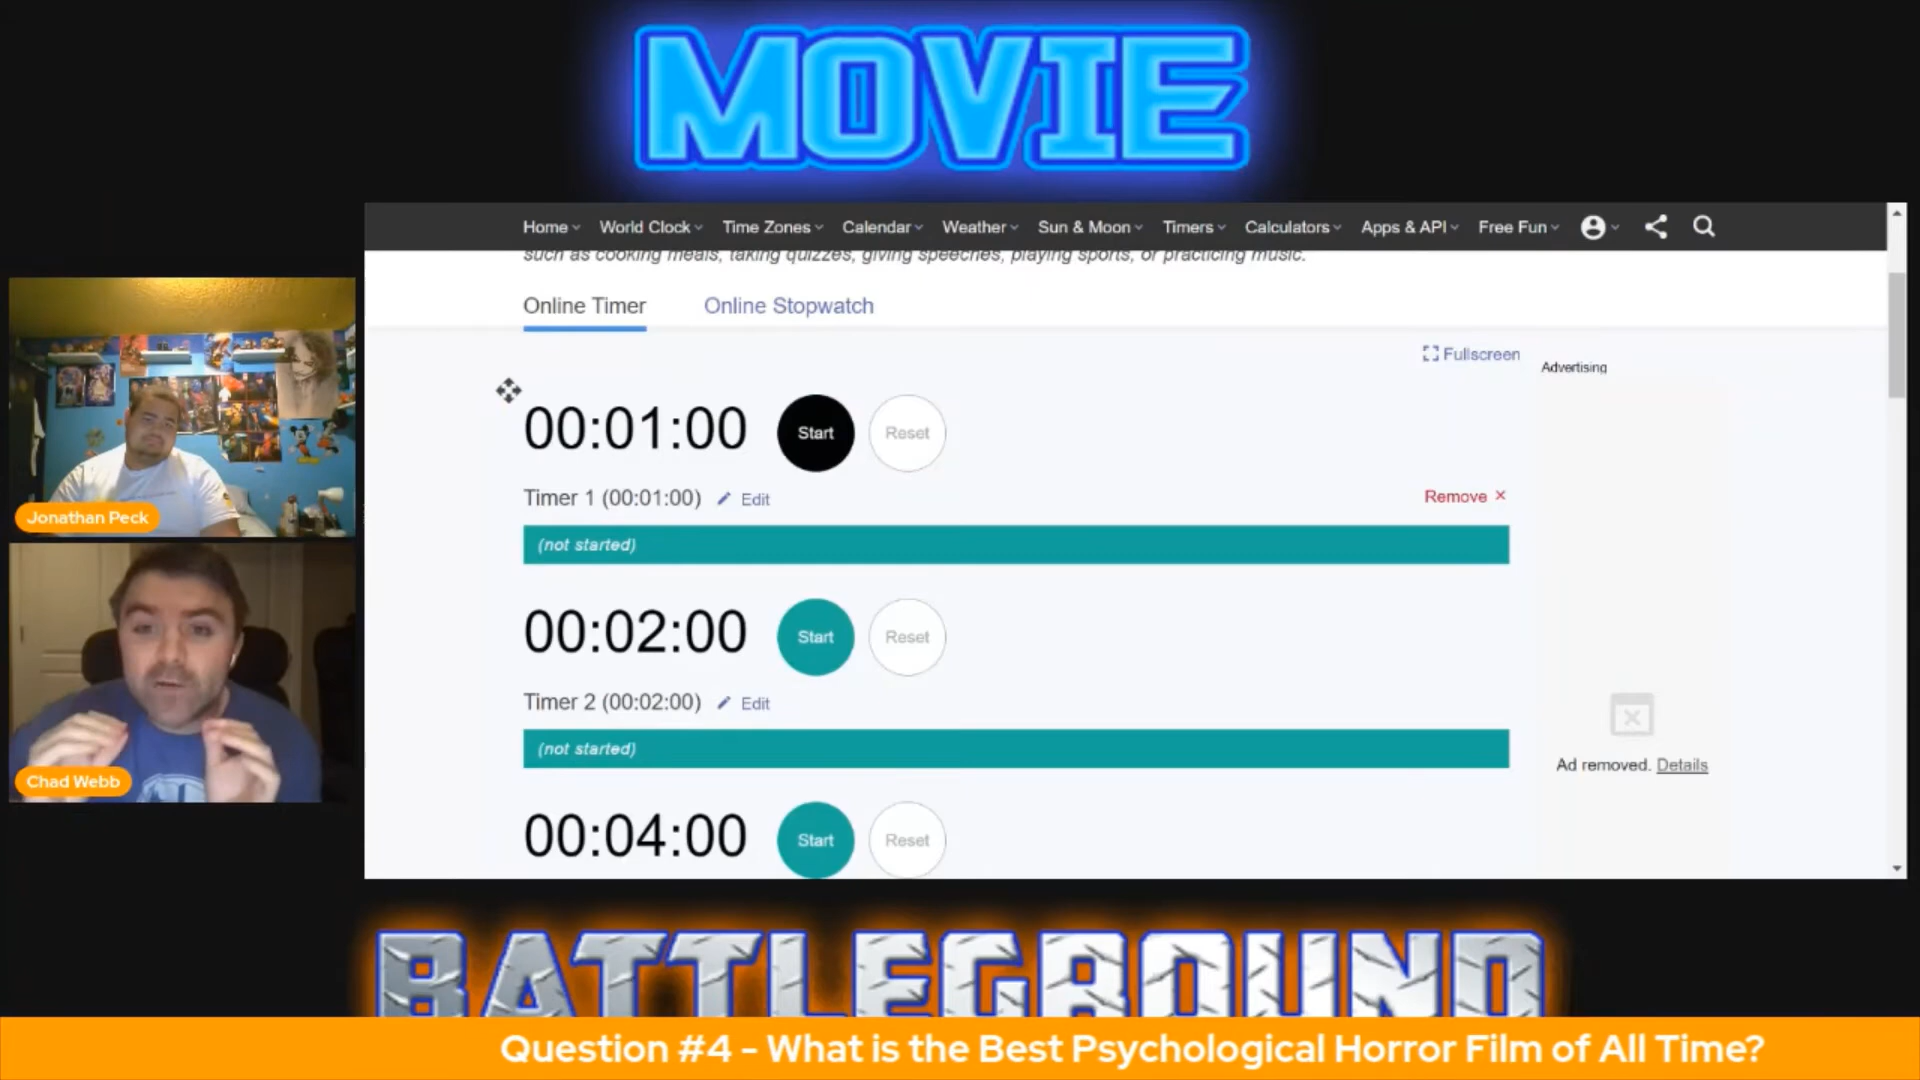 MOVIE
Home World Clock Time Zones Calendar Weather Sun & Moon Timers Calculators Apps & API Free Fun
such as cooking meals, taking quizzes, giving speeches, playing sports, or practicing music.
Online Timer Online Stopwatch
Fullscreen
Advertising
00:01:00 Start Reset
Timer 1 (00:01:00) Edit Remove ×
(not started)
00:02:00 Start Reset
Timer 2 (00:02:00) Edit
(not started)
Ad removed. Details
00:04:00 Start Reset
Jonathan Peck
Chad Webb
BATTLEGROUND
Question #4 - What is the Best Psychological Horror Film of All Time?